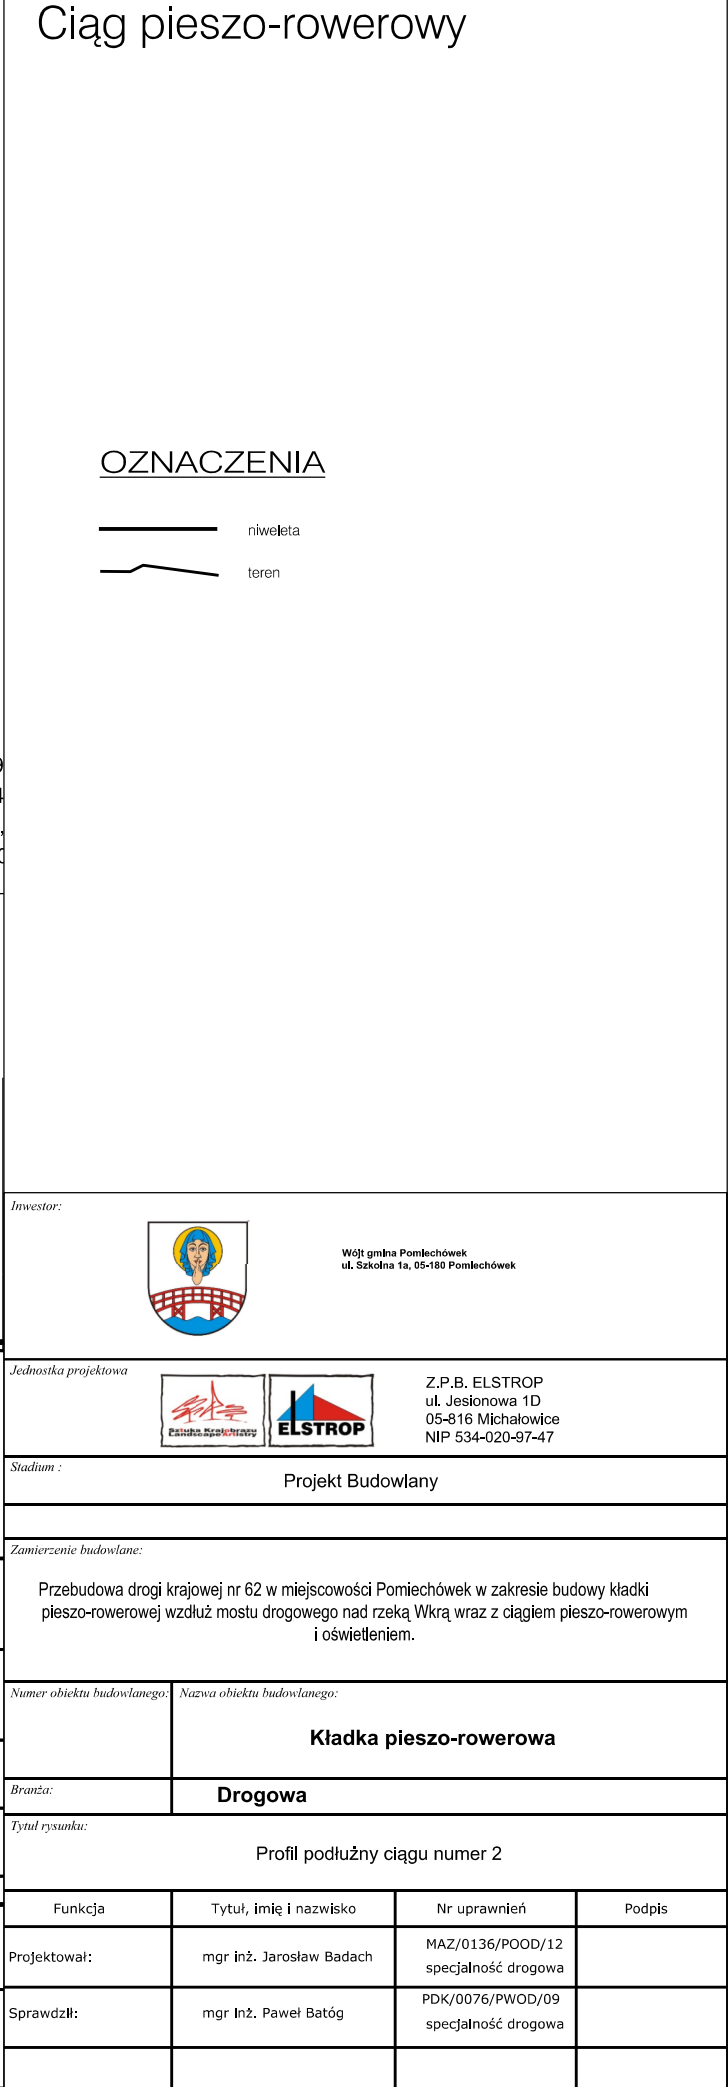 Ciąg pieszo-rowerowy
OZNACZENIA
niweleta
teren
Inwestor:
Wójt gmina Pomiechówek
ul. Szkolna 1a, 05-180 Pomiechówek
Jednostka projektowa
Sztuka Krajobrazu
Landscape Artistry
ELSTROP
Z.P.B. ELSTROP
ul. Jesionowa 1D
05-816 Michałowice
NIP 534-020-97-47
Stadium :
Projekt Budowlany
Zamierzenie budowlane:
Przebudowa drogi krajowej nr 62 w miejscowości Pomiechówek w zakresie budowy kładki
pieszo-rowerowej wzdłuż mostu drogowego nad rzeką Wkrą wraz z ciągiem pieszo-rowerowym
i oświetleniem.
Numer obiektu budowlanego:
Nazwa obiektu budowlanego:
Kładka pieszo-rowerowa
Branża:
Drogowa
Tytuł rysunku:
Profil podłużny ciągu numer 2
Funkcja
Tytuł, imię i nazwisko
Nr uprawnień
Podpis
Projektował:
mgr inż. Jarosław Badach
MAZ/0136/POOD/12
specjalność drogowa
Sprawdził:
mgr inż. Paweł Batóg
PDK/0076/PWOD/09
specjalność drogowa